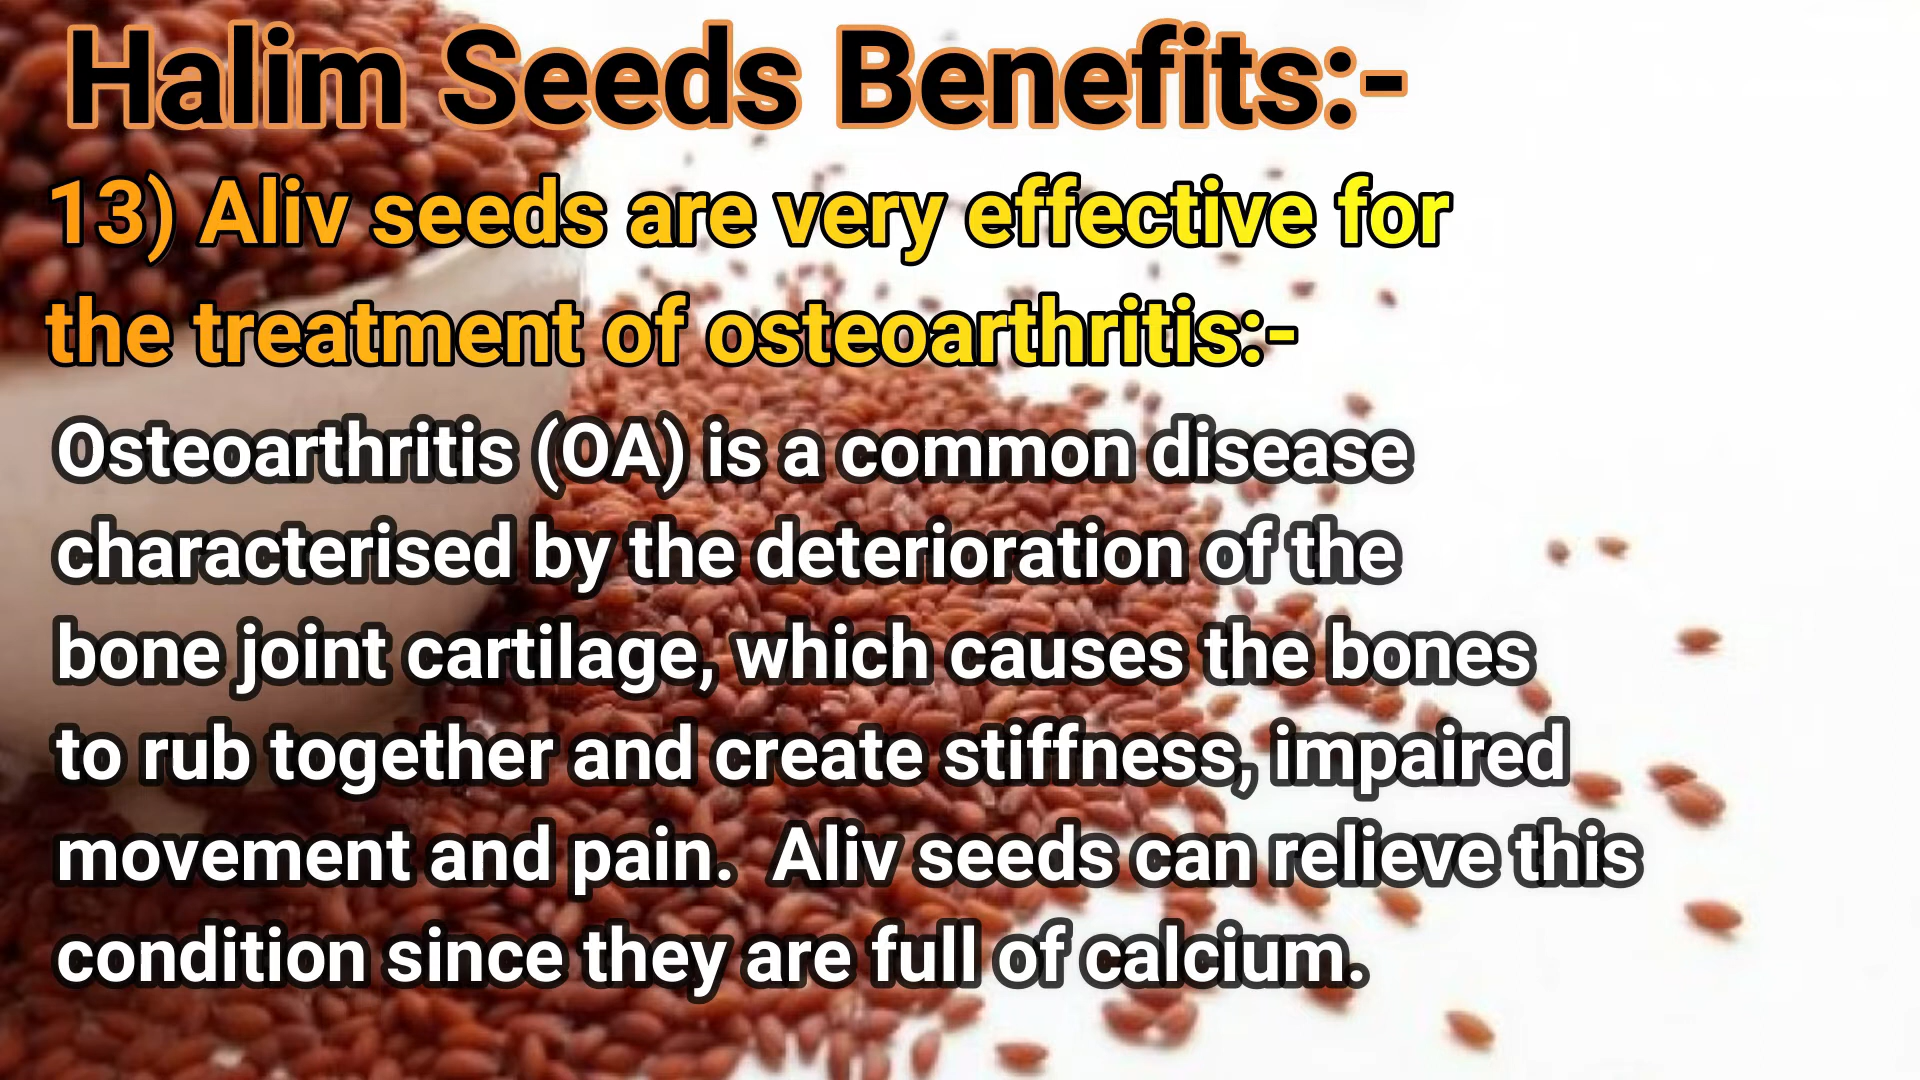 Halim Seeds Benefits:-
13) Aliv seeds are very effective for
the treatment of osteoarthritis:-
Osteoarthritis (OA) is a common disease
characterised by the deterioration of the
bone joint cartilage, which causes the bones
to rub together and create stiffness, impaired
movement and pain.  Aliv seeds can relieve this
condition since they are full of calcium.